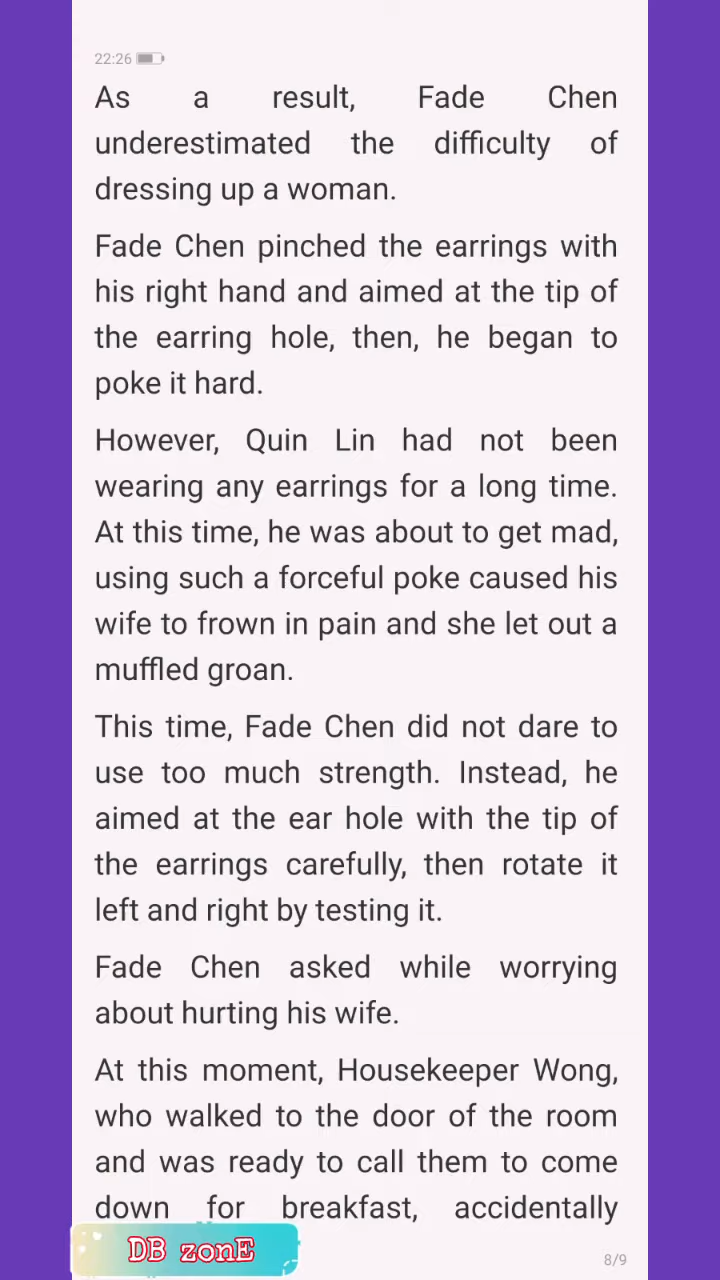 22:26
As a result, Fade Chen
underestimated the difficulty of
dressing up a woman.
Fade Chen pinched the earrings with
his right hand and aimed at the tip of
the earring hole, then, he began to
poke it hard.
However, Quin Lin had not been
wearing any earrings for a long time.
At this time, he was about to get mad,
using such a forceful poke caused his
wife to frown in pain and she let out a
muffled groan.
This time, Fade Chen did not dare to
use too much strength. Instead, he
aimed at the ear hole with the tip of
the earrings carefully, then rotate it
left and right by testing it.
Fade Chen asked while worrying
about hurting his wife.
At this moment, Housekeeper Wong,
who walked to the door of the room
and was ready to call them to come
down for breakfast, accidentally
DB zonE
8/9